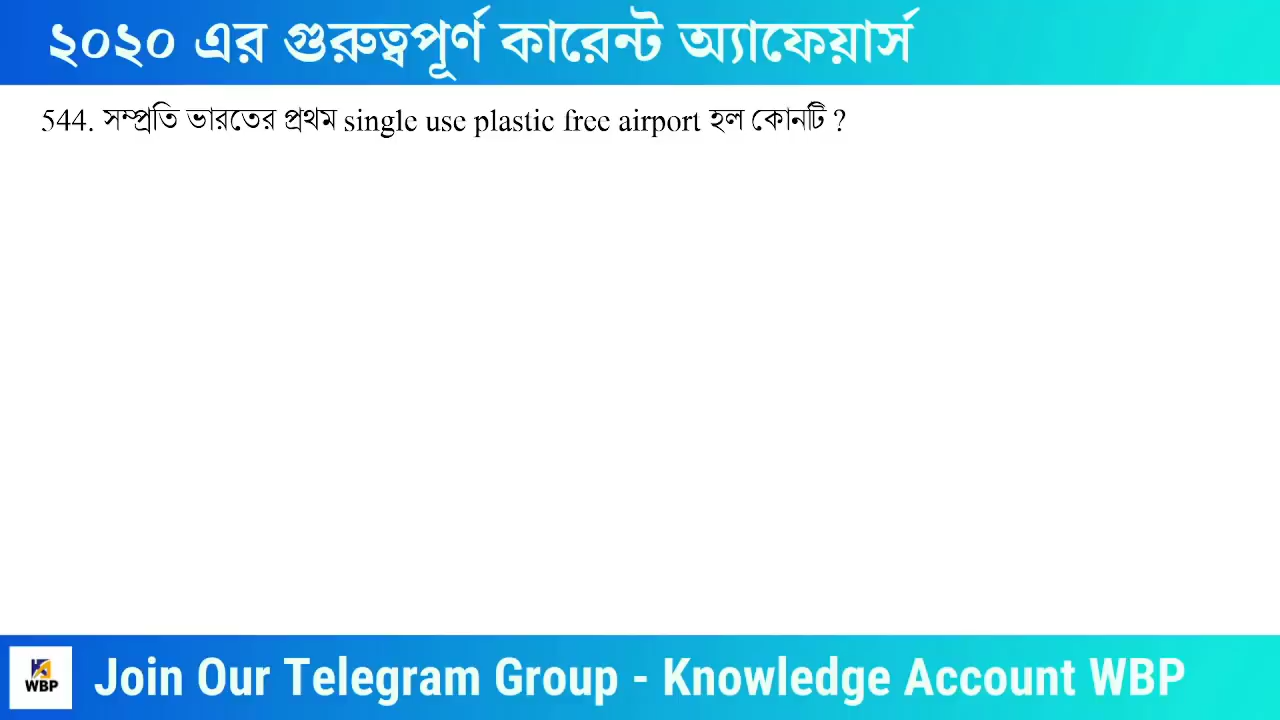 ২০২০ এর গুরুত্বপূর্ণ কারেন্ট অ্যাফেয়ার্স
544. সম্প্রতি ভারতের প্রথম single use plastic free airport হল কোনটি ?
WBP
Join Our Telegram Group - Knowledge Account WBP